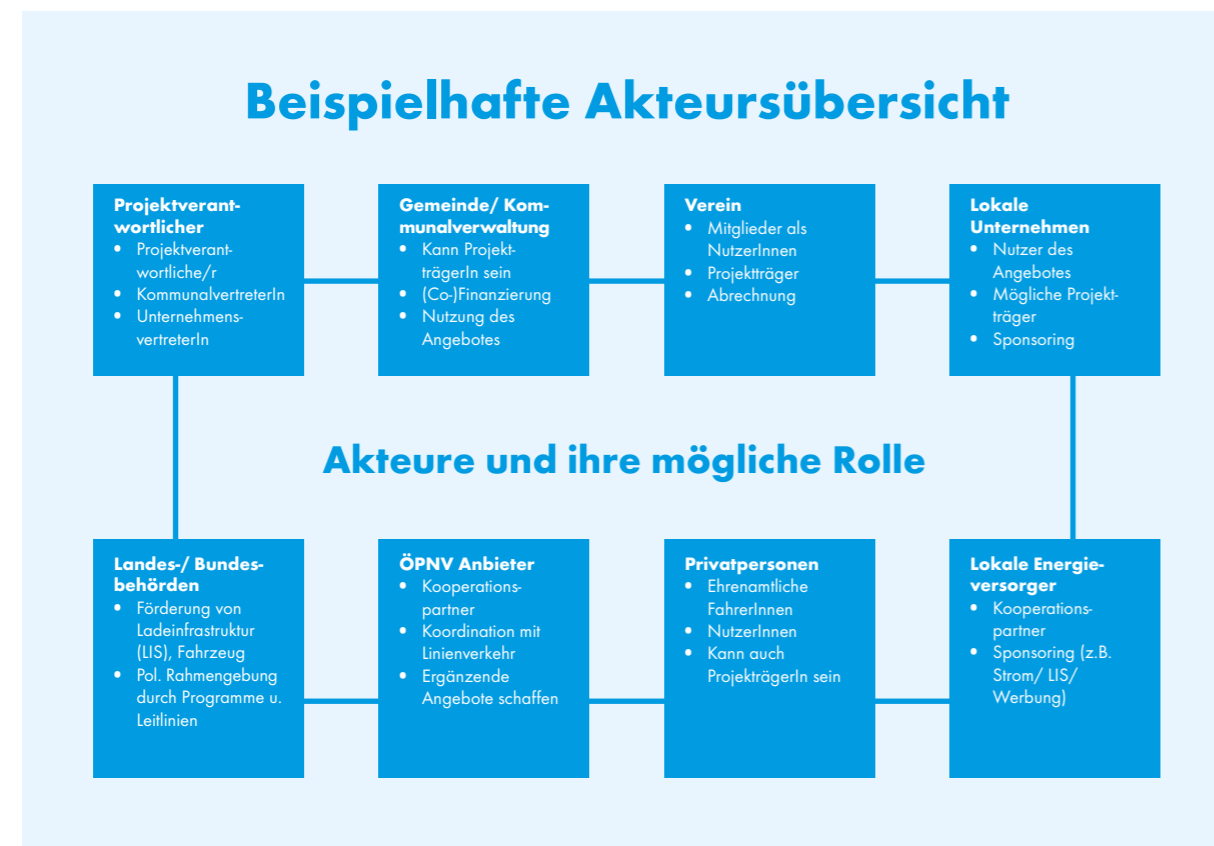 Beispielhafte Akteursübersicht
Projektverant-
wortlicher
• Projektverant-
wortliche/r
• KommunalvertreterIn
• Unternehmens-
vertreterIn
Gemeinde/ Kom-
munalverwaltung
• Kann Projekt-
trägerIn sein
• (Co-)Finanzierung
• Nutzung des
Angebotes
Verein
• Mitglieder als
NutzerInnen
• Projektträger
• Abrechnung
Lokale
Unternehmen
• Nutzer des
Angebotes
• Mögliche Projekt-
träger
• Sponsoring
Akteure und ihre mögliche Rolle
Landes-/ Bundes-
behörden
• Förderung von
Ladeinfrastruktur
(LIS), Fahrzeug
• Pol. Rahmengebung
durch Programme u.
Leitlinien
ÖPNV Anbieter
• Kooperations-
partner
• Koordination mit
Linienverkehr
• Ergänzende
Angebote schaffen
Privatpersonen
• Ehrenamtliche
FahrerInnen
• NutzerInnen
• Kann auch
ProjekträgerIn sein
Lokale Energie-
versorger
• Kooperations-
partner
• Sponsoring (z.B.
Strom/ LIS/
Werbung)